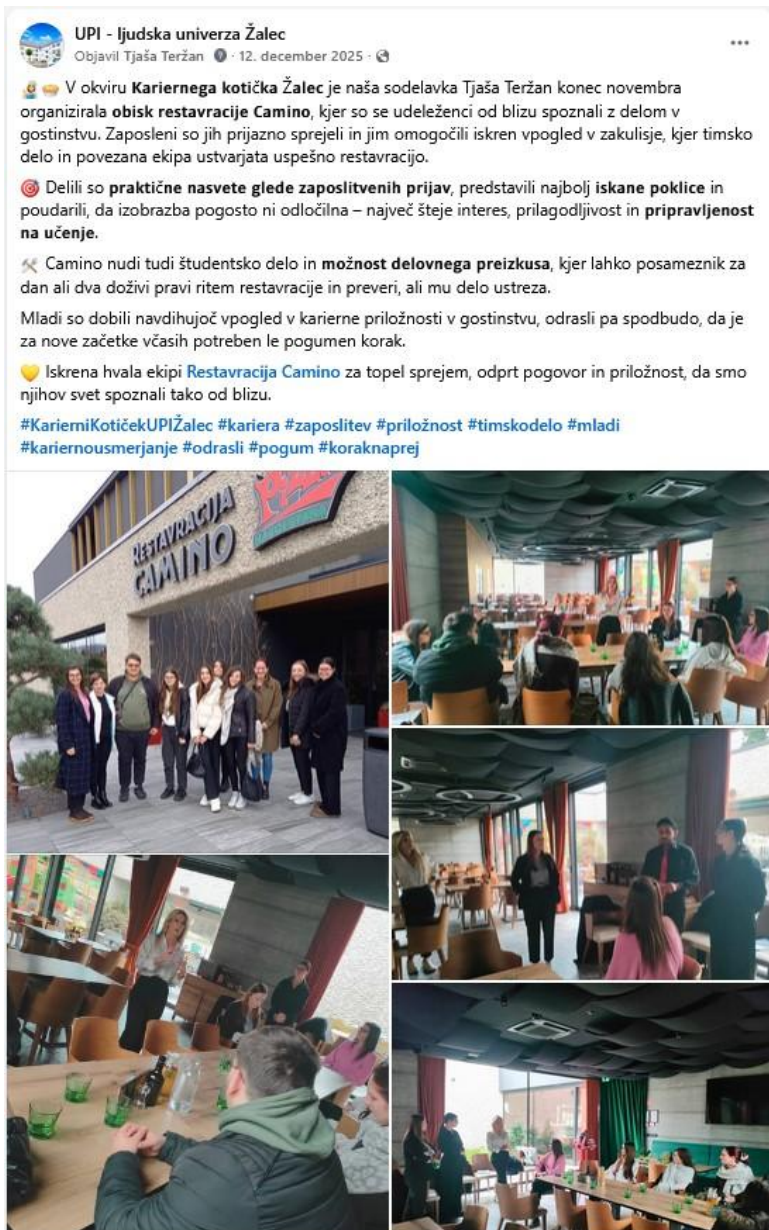 UPI - ljudska univerza Žalec
Objavil Tjaša Teržan · 12. december 2025 ·
V okviru Kariernega kotička Žalec je naša sodelavka Tjaša Teržan konec novembra
organizirala obisk restavracije Camino, kjer so se udeleženci od blizu spoznali z delom v
gostinstvu. Zaposleni so jih prijazno sprejeli in jim omogočili iskren vpogled v zakulisje, kjer timsko
delo in povezana ekipa ustvarjata uspešno restavracijo.
Delili so praktične nasvete glede zaposlitvenih prijav, predstavili najbolj iskane poklice in
poudarili, da izobrazba pogosto ni odločilna – največ šteje interes, prilagodljivost in pripravljenost
na učenje.
Camino nudi tudi študentsko delo in možnost delovnega preizkusa, kjer lahko posameznik za
dan ali dva doživi pravi ritem restavracije in preveri, ali mu delo ustreza.
Mladi so dobili navdihujoč vpogled v karierne priložnosti v gostinstvu, odrasli pa spodbudo, da je
za nove začetke včasih potreben le pogumen korak.
Iskrena hvala ekipi Restavracija Camino za topel sprejem, odprt pogovor in priložnost, da smo
njihov svet spoznali tako od blizu.
#KarierniKotičekUPIŽalec #kariera #zaposlitev #priložnost #timskodelo #mladi
#kariernousmerjanje #odrasli #pogum #koraknaprej
RESTAVRACIJA
CAMINO